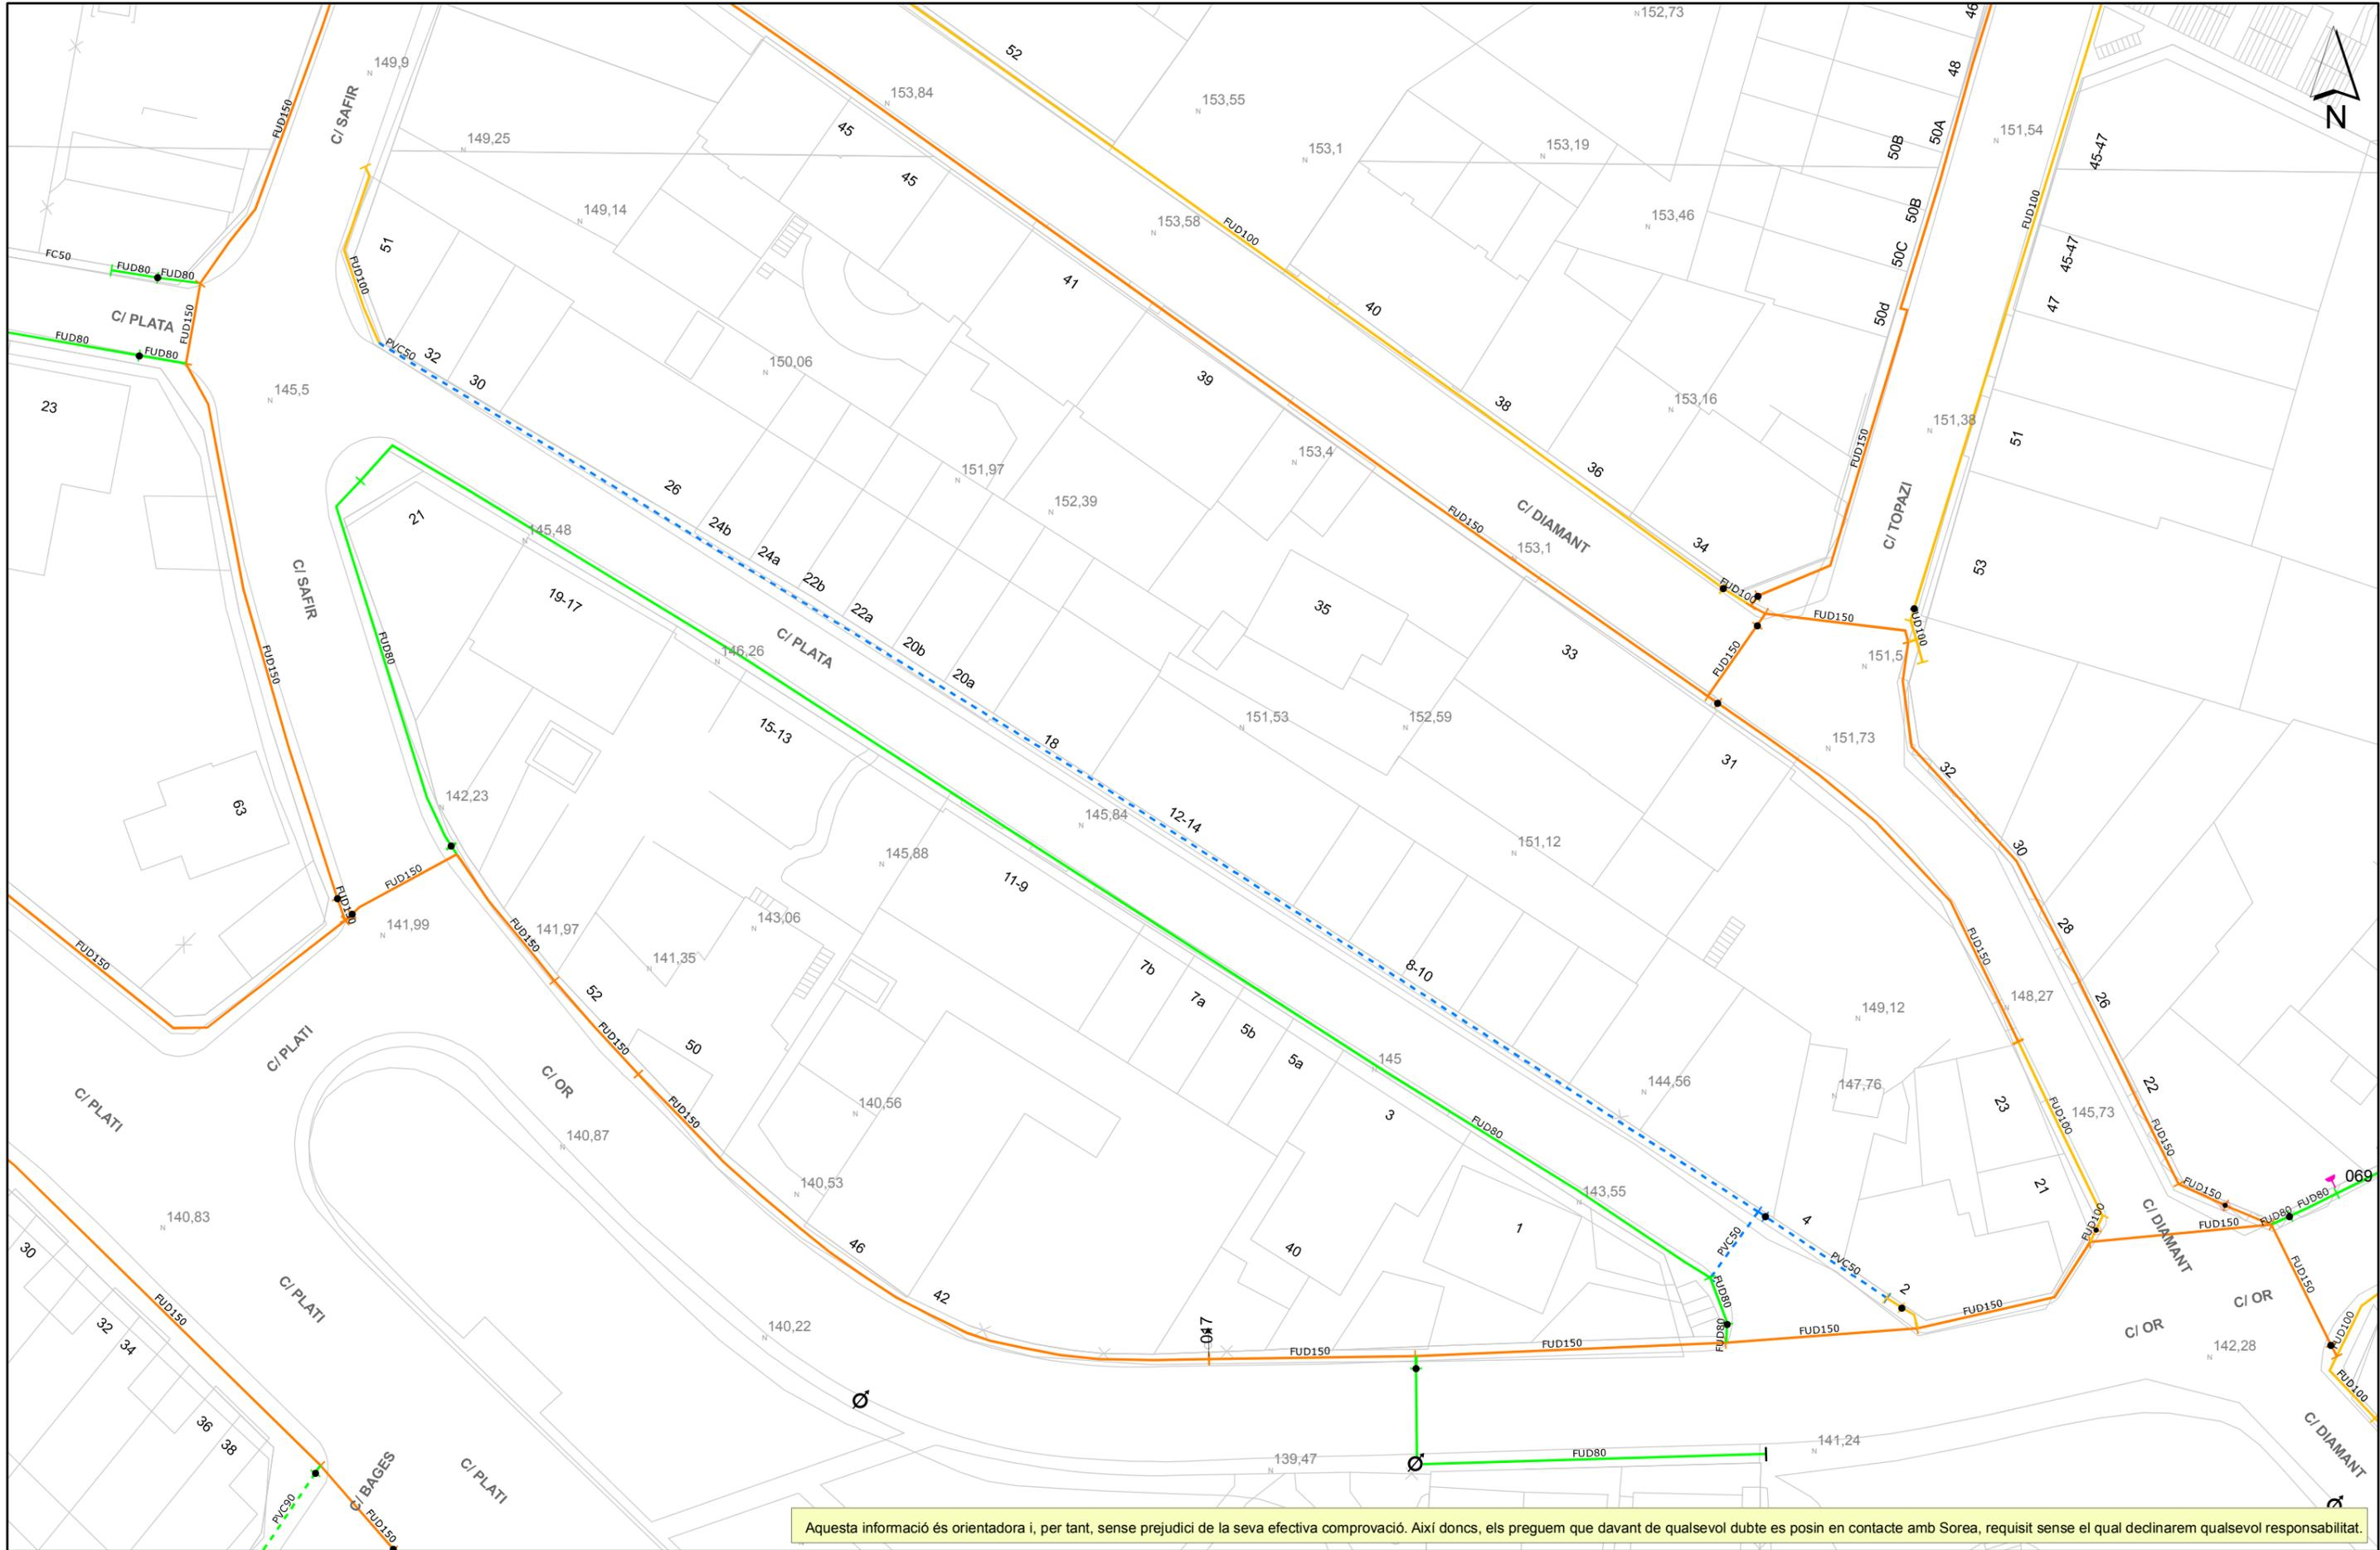 152,73
46
52
149,9
48
N
153,84
153,55
FUD150
C/ SAFIR
45
50A
151,54
149,25
153,1
153,19
50B
45-47
45
149,14
153,58
153,46
50B
FUD100
FUD100
51
50C
45-47
FC50
FUD80
FUD80
FUD100
41
C/ PLATA
FUD150
40
50d
47
FUD80
FUD80
PVC50
32
150,06
30
39
145,5
23
38
153,16
151,38
51
FUD150
153,4
151,97
36
26
152,39
21
24b
145,48
FUD150
C/ DIAMANT
C/ TOPAZI
24a
153,1
34
53
22b
C/ SAFIR
19-17
22a
35
FUD100
FUD150
FUD100
FUD80
C/ PLATA
20b
33
FUD150
146,26
151,5
FUD150
20a
15-13
18
151,53
152,59
151,73
31
32
142,23
63
145,84
12-14
151,12
30
145,88
FUD150
11-9
FUD150
143,06
141,99
141,97
28
FUD150
FUD150
FUD150
141,35
7b
8-10
148,27
52
7a
149,12
26
5b
FUD150
C/ PLATI
50
5a
145
C/ OR
144,56
147,76
22
C/ PLATI
140,56
3
23
FUD100
145,73
FUD150
140,87
FUD80
FUD150
140,53
143,55
21
069
FUD150
FUD80
140,83
4
1
FUD100
FUD80
FUD150
C/ DIAMANT
30
46
40
PVC50
PVC50
FUD150
C/ PLATI
42
FUD80
2
C/ OR
FUD150
FUD150
32
34
140,22
017
FUD80
FUD150
C/ OR
FUD100
142,28
FUD150
FUD150
FUD100
36
38
C/ BAGES
C/ PLATI
139,47
FUD80
141,24
C/ DIAMANT
PVC90
FUD150
Aquesta informació és orientadora i, per tant, sense prejudici de la seva efectiva comprovació. Així doncs, els preguem que davant de qualsevol dubte es posin en contacte amb Sorea, requisit sense el qual declinarem qualsevol responsabilitat.